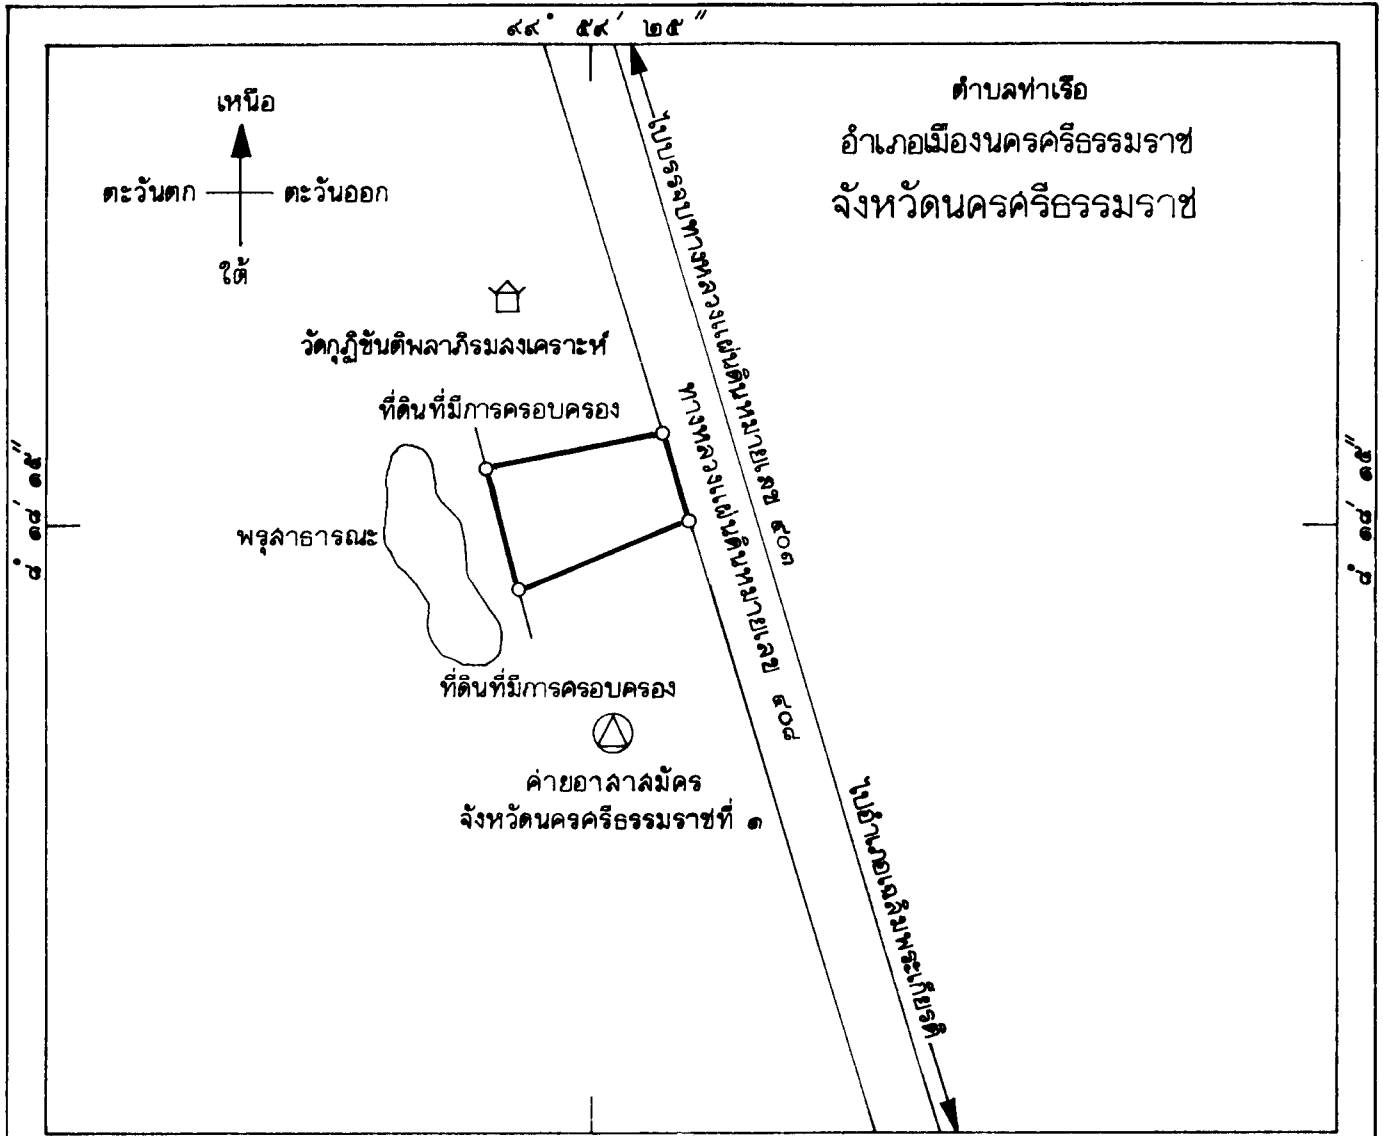 ๙๙° ๕๙′ ๒๕″
ตำบลท่าเรือ
อำเภอเมืองนครศรีธรรมราช
จังหวัดนครศรีธรรมราช
เหนือ
ตะวันตก
ตะวันออก
ใต้
ไปบรรจบทางหลวงแผ่นดินหมายเลข ๔๐๓
วัดกุฏิขันติพลาภิรมสงเคราะห์
ที่ดินที่มีการครอบครอง
ทางหลวงแผ่นดินหมายเลข ๔๐๘
๘° ๑๘′ ๑๕″
๘° ๑๘′ ๑๕″
พรุสาธารณะ
ที่ดินที่มีการครอบครอง
ค่ายอาสาสมัคร
จังหวัดนครศรีธรรมราชที่ ๑
ไปอำเภอเฉลิมพระเกียรติ